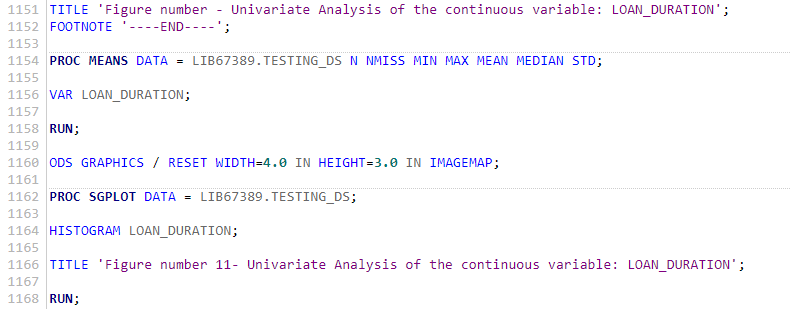 1151 TITLE 'Figure number - Univariate Analysis of the continuous variable: LOAN_DURATION';
1152 FOOTNOTE '----END----';
1153
1154 PROC MEANS DATA = LIB67389.TESTING_DS N NMISS MIN MAX MEAN MEDIAN STD;
1155
1156 VAR LOAN_DURATION;
1157
1158 RUN;
1159
1160 ODS GRAPHICS / RESET WIDTH=4.0 IN HEIGHT=3.0 IN IMAGEMAP;
1161
1162 PROC SGPLOT DATA = LIB67389.TESTING_DS;
1163
1164 HISTOGRAM LOAN_DURATION;
1165
1166 TITLE 'Figure number 11- Univariate Analysis of the continuous variable: LOAN_DURATION';
1167
1168 RUN;